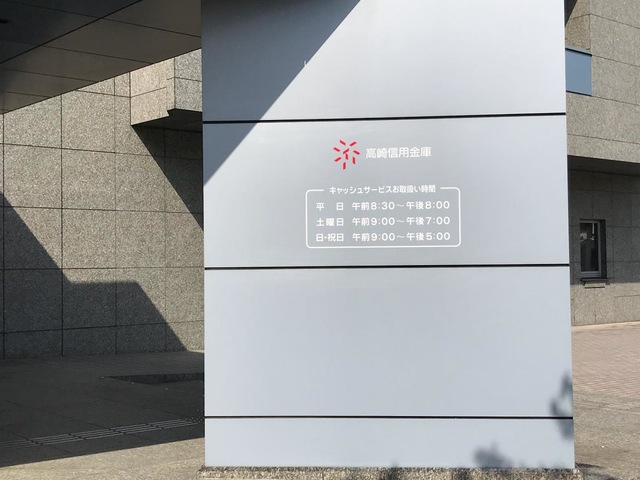 高崎信用金庫
キャッシュサービスお取扱い時間
平 日 午前8:30〜午後8:00
土曜日 午前9:00〜午後7:00
日・祝日 午前9:00〜午後5:00